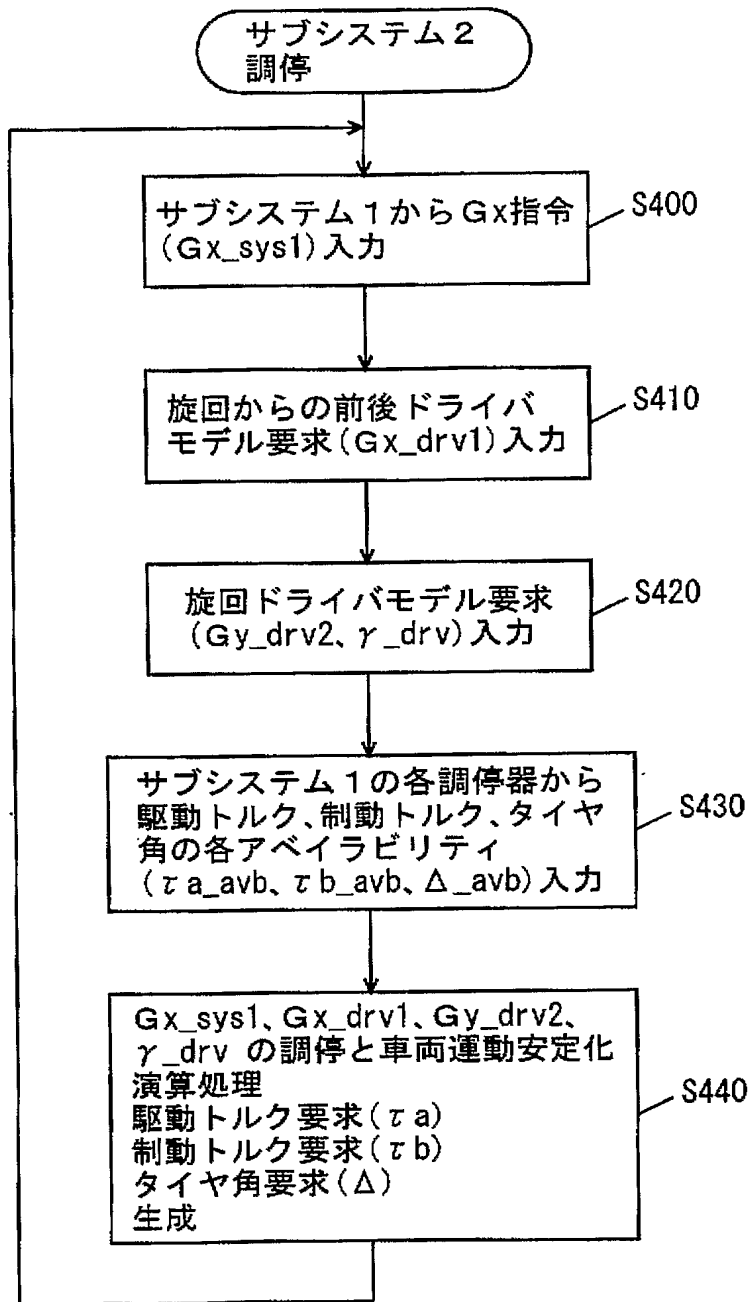 サブシステム2
調停
サブシステム1からGx指令
(Gx_sys1)入力
S400
旋回からの前後ドライバ
モデル要求(Gx_drv1)入力
S410
旋回ドライバモデル要求
(Gy_drv2、γ_drv)入力
S420
サブシステム1の各調停器から
駆動トルク、制動トルク、タイヤ
角の各アベイラビリティ
(τa_avb、τb_avb、Δ_avb)入力
S430
Gx_sys1、Gx_drv1、Gy_drv2、
γ_drv の調停と車両運動安定化
演算処理
駆動トルク要求(τa)
制動トルク要求(τb)
タイヤ角要求(Δ)
生成
S440